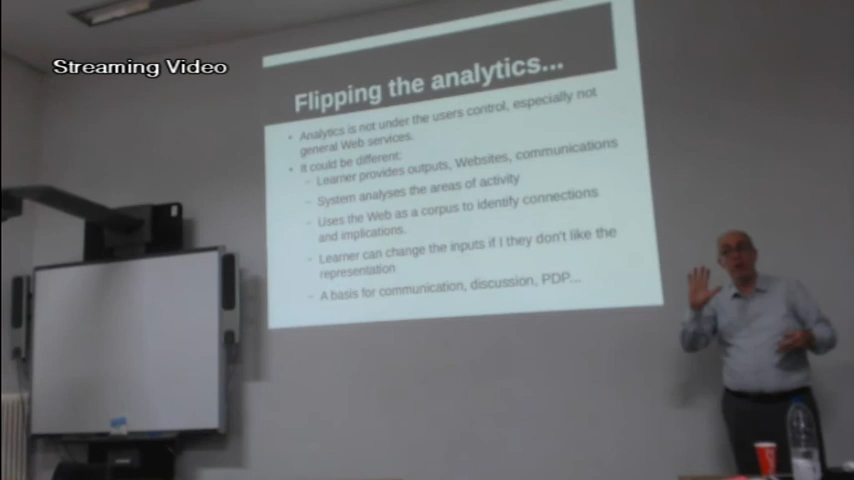 Streaming Video
Flipping the analytics...
• Analytics is not under the users control, especially not
general Web services.
• It could be different:
– Learner provides outputs, Websites, communications
– System analyses the areas of activity
– Uses the Web as a corpus to identify connections
and implications.
– Learner can change the inputs if I they don't like the
representation
– A basis for communication, discussion, PDP...